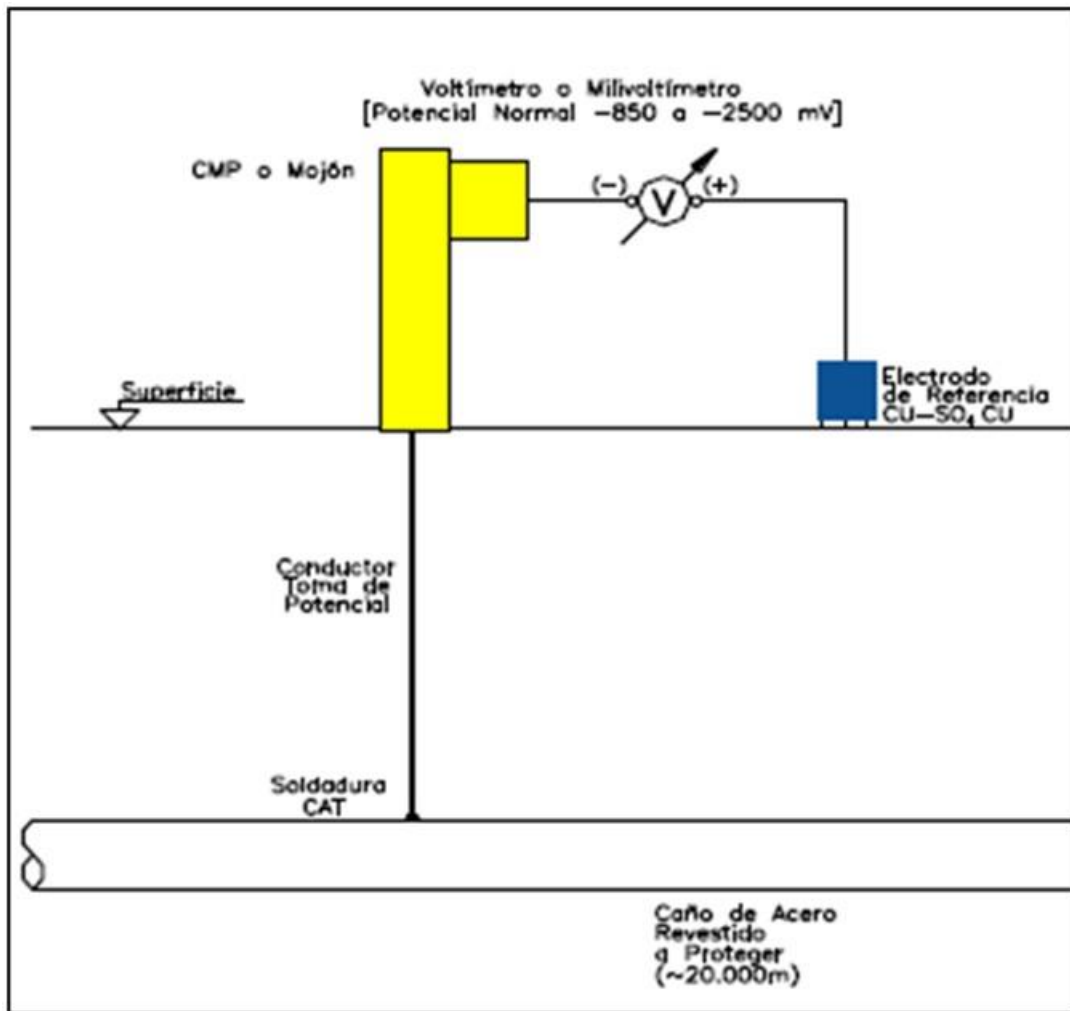 Voltímetro o Milivoltímetro
[Potencial Normal -850 a -2500 mV]
CMP o Mojón
(-)
V
(+)
Superficie
Electrodo
de Referencia
CU-SO₄ CU
Conductor
Toma de
Potencial
Soldadura
CAT
Caño de Acero
Revestido
a Proteger
(~20.000m)